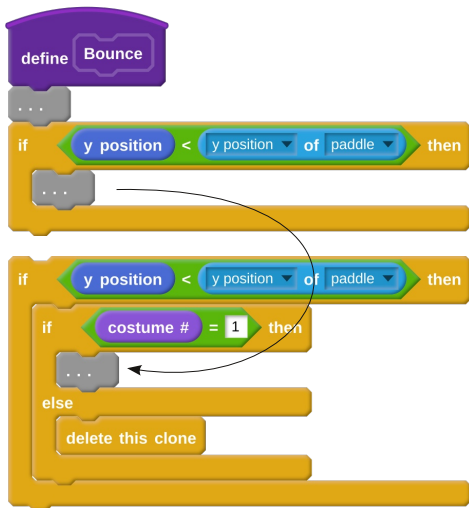 define Bounce
. . .
if y position < y position of paddle then
. . .
if y position < y position of paddle then
if costume # = 1 then
. . .
else
delete this clone